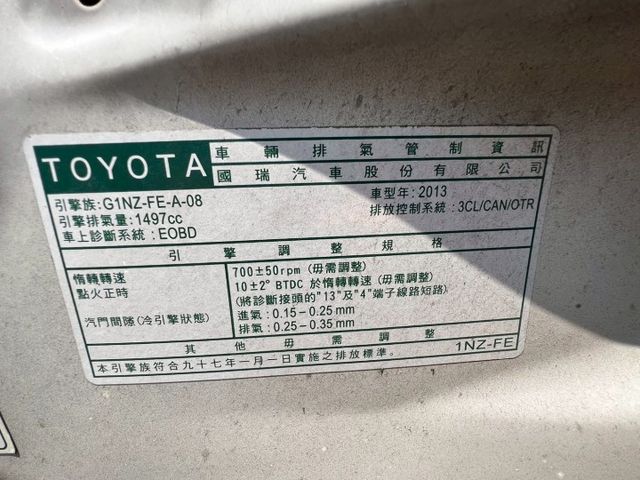 TOYOTA
車輛排氣管制資訊
國瑞汽車股份有限公司
引擎族:G1NZ-FE-A-08
車型年:2013
引擎排氣量:1497cc
排放控制系統:3CL/CAN/OTR
車上診斷系統:EOBD
引擎調整規格
惰轉轉速
700±50rpm (毋需調整)
點火正時
10±2° BTDC 於惰轉轉速 (毋需調整)
(將診斷接頭的"13"及"4"端子線路短路)
汽門間隙(冷引擎狀態)
進氣:0.15-0.25mm
排氣:0.25-0.35mm
其他毋需調整
本引擎族符合九十七年一月一日實施之排放標準。
1NZ-FE